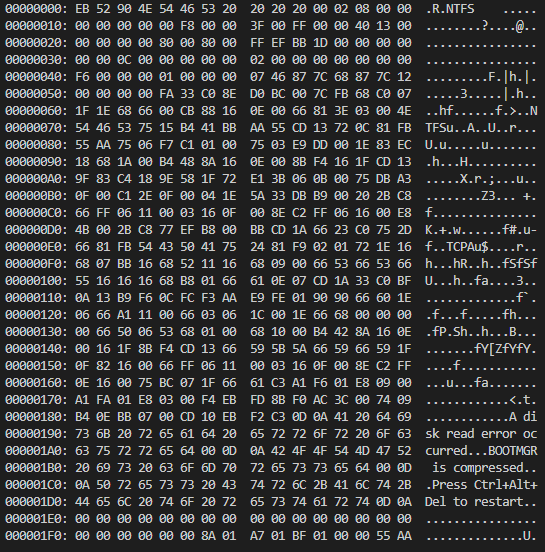 00000000: EB 52 90 4E 54 46 53 20 20 20 20 00 02 08 00 00 .R.NTFS .....
00000010: 00 00 00 00 00 F8 00 00 3F 00 FF 00 00 40 13 00 ........?....@..
00000020: 00 00 00 00 80 00 80 00 FF EF BB 1D 00 00 00 00 ................
00000030: 00 00 0C 00 00 00 00 00 02 00 00 00 00 00 00 00 ................
00000040: F6 00 00 00 01 00 00 00 07 46 87 7C 68 87 7C 12 .........F.|h.|.
00000050: 00 00 00 00 FA 33 C0 8E D0 BC 00 7C FB 68 C0 07 .....3.....|.h..
00000060: 1F 1E 68 66 00 CB 88 16 0E 00 66 81 3E 03 00 4E ..hf......f.>..N
00000070: 54 46 53 75 15 B4 41 BB AA 55 CD 13 72 0C 81 FB TFSu..A..U..r...
00000080: 55 AA 75 06 F7 C1 01 00 75 03 E9 DD 00 1E 83 EC U.u.....u.......
00000090: 18 68 1A 00 B4 48 8A 16 0E 00 8B F4 16 1F CD 13 .h...H..........
000000A0: 9F 83 C4 18 9E 58 1F 72 E1 3B 06 0B 00 75 DB A3 .....X.r.;...u..
000000B0: 0F 00 C1 2E 0F 00 04 1E 5A 33 DB B9 00 20 2B C8 ........Z3... +.
000000C0: 66 FF 06 11 00 03 16 0F 00 8E C2 FF 06 16 00 E8 f...............
000000D0: 4B 00 2B C8 77 EF B8 00 BB CD 1A 66 23 C0 75 2D K.+.w......f#.u-
000000E0: 66 81 FB 54 43 50 41 75 24 81 F9 02 01 72 1E 16 f..TCPAu$....r..
000000F0: 68 07 BB 16 68 52 11 16 68 09 00 66 53 66 53 66 h...hR..h..fSfSf
00000100: 55 16 16 16 68 B8 01 66 61 0E 07 CD 1A 33 C0 BF U...h..fa....3..
00000110: 0A 13 B9 F6 0C FC F3 AA E9 FE 01 90 90 66 60 1E .............f`.
00000120: 06 66 A1 11 00 66 03 06 1C 00 1E 66 68 00 00 00 .f...f.....fh...
00000130: 00 66 50 06 53 68 01 00 68 10 00 B4 42 8A 16 0E .fP.Sh..h...B...
00000140: 00 16 1F 8B F4 CD 13 66 59 5B 5A 66 59 66 59 1F .......fY[ZfYfY.
00000150: 0F 82 16 00 66 FF 06 11 00 03 16 0F 00 8E C2 FF ....f...........
00000160: 0E 16 00 75 BC 07 1F 66 61 C3 A1 F6 01 E8 09 00 ...u...fa.......
00000170: A1 FA 01 E8 03 00 F4 EB FD 8B F0 AC 3C 00 74 09 ............<.t.
00000180: B4 0E BB 07 00 CD 10 EB F2 C3 0D 0A 41 20 64 69 ............A di
00000190: 73 6B 20 72 65 61 64 20 65 72 72 6F 72 20 6F 63 sk read error oc
000001A0: 63 75 72 72 65 64 00 0D 0A 42 4F 4F 54 4D 47 52 curred...BOOTMGR
000001B0: 20 69 73 20 63 6F 6D 70 72 65 73 73 65 64 00 0D is compressed..
000001C0: 0A 50 72 65 73 73 20 43 74 72 6C 2B 41 6C 74 2B .Press Ctrl+Alt+
000001D0: 44 65 6C 20 74 6F 20 72 65 73 74 61 72 74 0D 0A Del to restart..
000001E0: 00 00 00 00 00 00 00 00 00 00 00 00 00 00 00 00 ................
000001F0: 00 00 00 00 00 00 8A 01 A7 01 BF 01 00 00 55 AA ..............U.